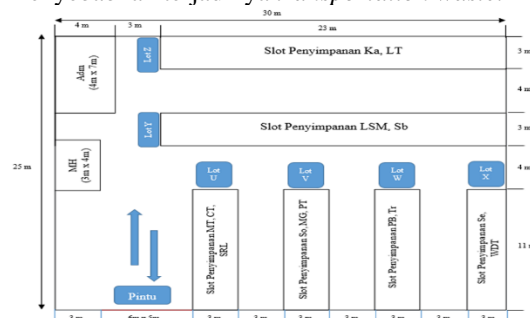 30 m
4 m
3 m
23 m
Adm
(4m x 7m)
Lot Z
Slot Penyimpanan Ka, LT
3 m
4 m
Lot Y
Slot Penyimpanan LSM, Sb
3 m
25 m
MH
(3m x 4m)
Lot
U
Lot
V
Lot
W
Lot
X
4 m
Slot Penyimpanan MT, CT,
SRL
Slot Penyimpanan So, MG, PT
Slot Penyimpanan PB, Tr
Slot Penyimpanan Se,
WDT
11 m
Pintu